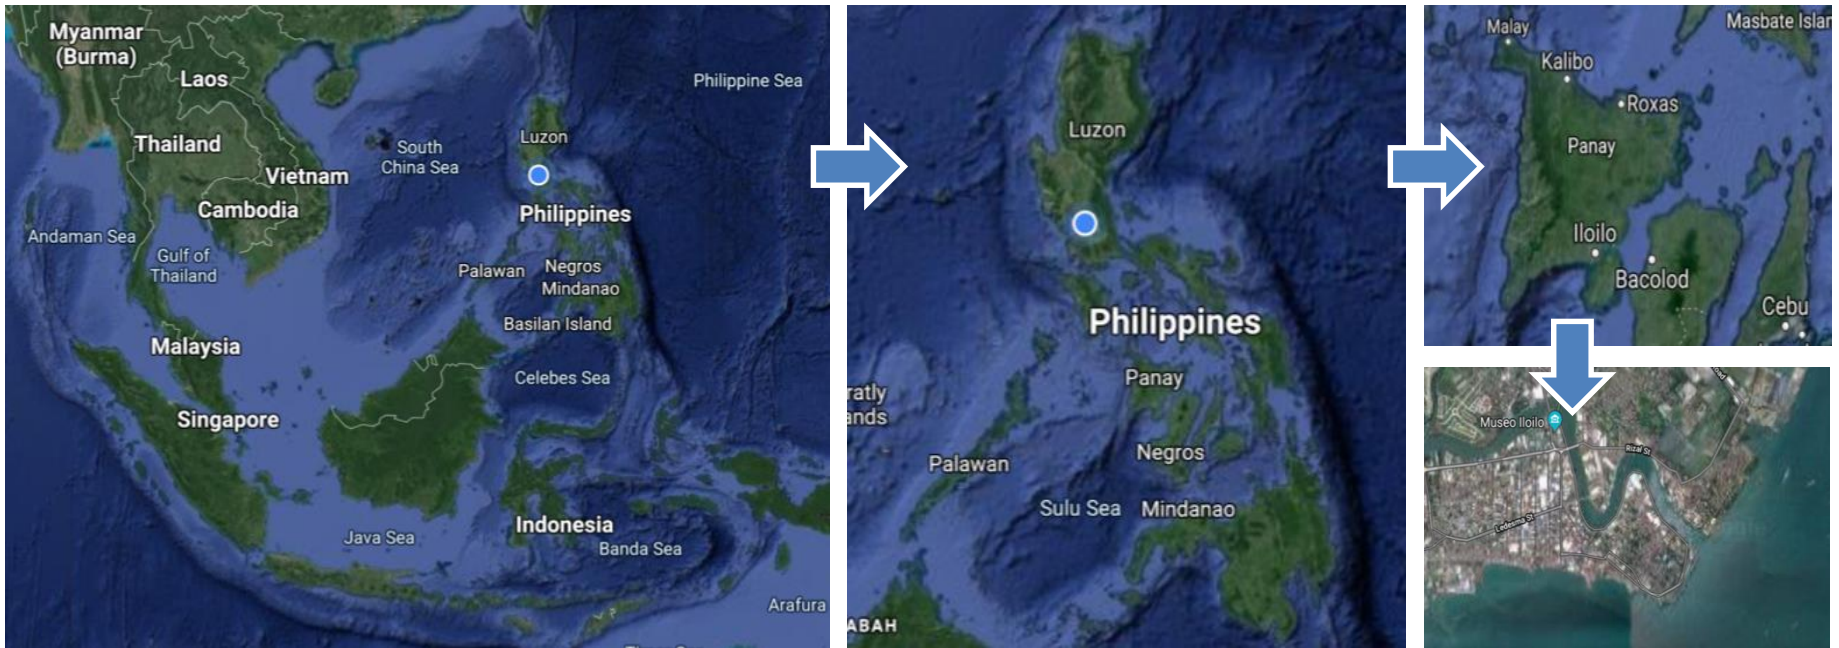 Myanmar
(Burma)
Laos
Thailand
Vietnam
Cambodia
Andaman Sea
Gulf of
Thailand
Malaysia
Singapore
South
China Sea
Philippine Sea
Luzon
Philippines
Palawan
Negros
Mindanao
Basilan Island
Celebes Sea
Indonesia
Java Sea
Banda Sea
Arafura
Luzon
Philippines
Panay
ratly
ands
Negros
Palawan
Sulu Sea
Mindanao
ABAH
Malay
Masbate Islan
Kalibo
Roxas
Panay
Iloilo
Bacolod
Cebu
Museo Iloilo
Rizal St
Ledesma St